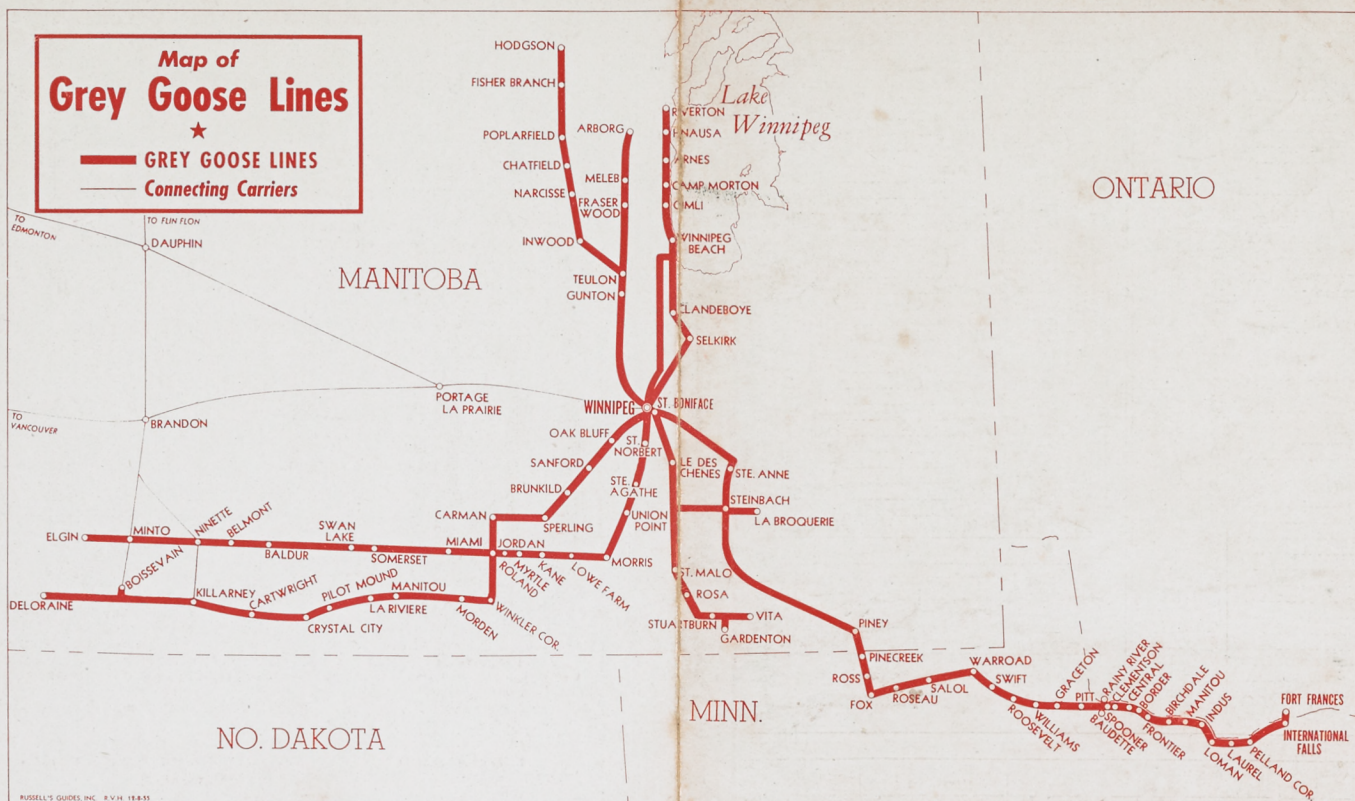 Map of
Grey Goose Lines
GREY GOOSE LINES
Connecting Carriers
TO
EDMONTON
TO FLIN FLON
DAUPHIN
MANITOBA
HODGSON
FISHER BRANCH
POPLARFIELD
CHATFIELD
NARCISSE
INWOOD
ARBORG
MELEB
FRASER
WOOD
TEULON
GUNTON
Lake
Winnipeg
RIVERTON
HNAUSA
ARNES
CAMP MORTON
GIMLI
WINNIPEG
BEACH
CLANDEBOYE
SELKIRK
ONTARIO
TO
VANCOUVER
BRANDON
PORTAGE
LA PRAIRIE
WINNIPEG
ST. BONIFACE
OAK BLUFF
SANFORD
BRUNKILD
SPERLING
CARMAN
ST.
NORBERT
STE.
AGATHE
UNION
POINT
MORRIS
LE DES
CHENES
STE. ANNE
STEINBACH
LA BROQUERIE
ELGIN
MINTO
NINETTE
BELMONT
BALDUR
SWAN
LAKE
SOMERSET
MIAMI
JORDAN
ROLAND
MYRTLE
KANE
LOWE FARM
DELORAINE
BOISSEVAIN
KILLARNEY
CARTWRIGHT
CRYSTAL CITY
PILOT MOUND
LA RIVIERE
MANITOU
MORDEN
WINKLER COR.
ST. MALO
ROSA
STUARTBURN
VITA
GARDENTON
PINEY
PINECREEK
ROSS
FOX
ROSEAU
SALOL
WARROAD
SWIFT
ROOSEVELT
WILLIAMS
GRACETON
PITT
BAUDETTE
SPOONER
RAINY RIVER
CLEMENTSON
CENTRAL
BORDER
FRONTIER
BIRCHDALE
MANITOU
INDUS
LOMAN
LAUREL
PELLAND COR.
FORT FRANCES
INTERNATIONAL
FALLS
NO. DAKOTA
MINN.
RUSSELL'S GUIDES, INC. R.V.H. 12-8-55